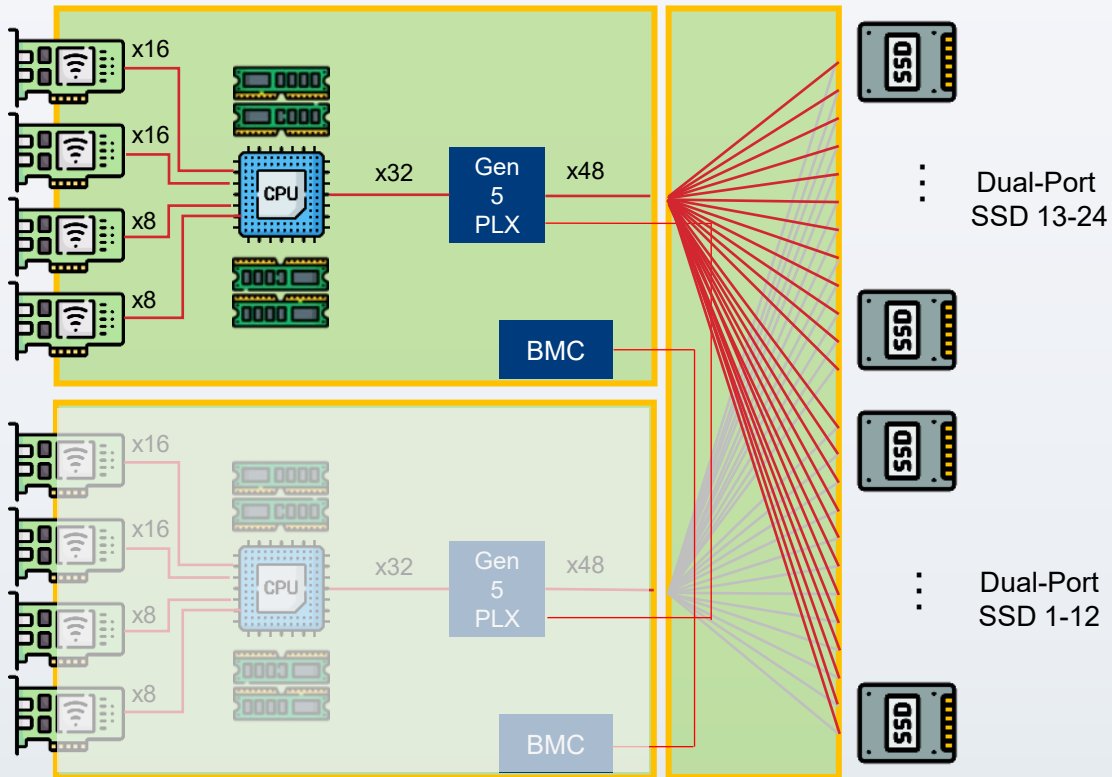 x16
x16
x8
x8
CPU
x32
Gen
5
PLX
x48
BMC
SSD
Dual-Port
SSD 13-24
SSD
x16
x16
x8
x8
CPU
x32
Gen
5
PLX
x48
BMC
SSD
Dual-Port
SSD 1-12
SSD